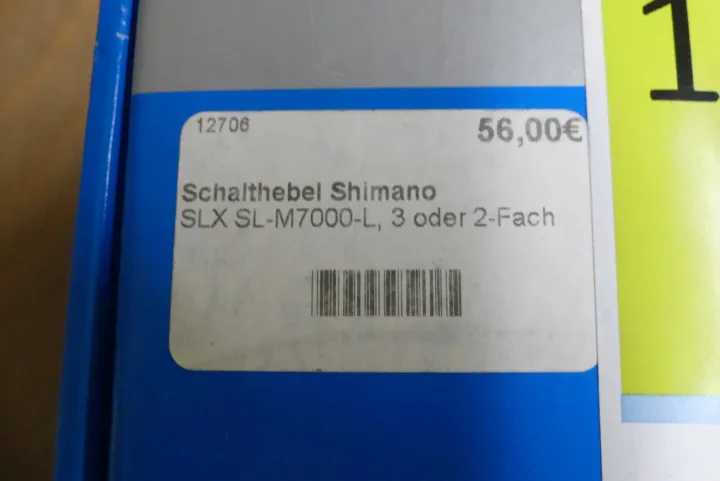 12706
56,00€
Schalthebel Shimano
SLX SL-M7000-L, 3 oder 2-Fach
1